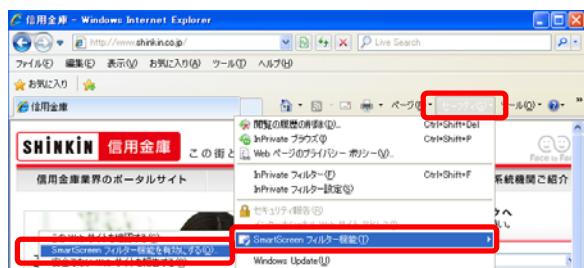 信用金庫 - Windows Internet Explorer
http://www.shinkin.co.jp/
Live Search
ファイル(F) 編集(E) 表示(V) お気に入り(A) ツール(T) ヘルプ(H)
お気に入り
信用金庫
ページ(P)
ツール(O)
閲覧の履歴の削除(D)... Ctrl+Shift+Del
InPrivate ブラウズ(I) Ctrl+Shift+P
Web ページのプライバシー ポリシー(V)...
InPrivate フィルター(F) Ctrl+Shift+F
InPrivate フィルター設定(S)
セキュリティ報告(R)
SmartScreen フィルター機能(T)
Windows Update(U)
SHINKIN 信用金庫 この街と
Face to Fac
信用金庫業界のポータルサイト
系統機関ご紹介
SmartScreen フィルター機能を有効にする(O)...